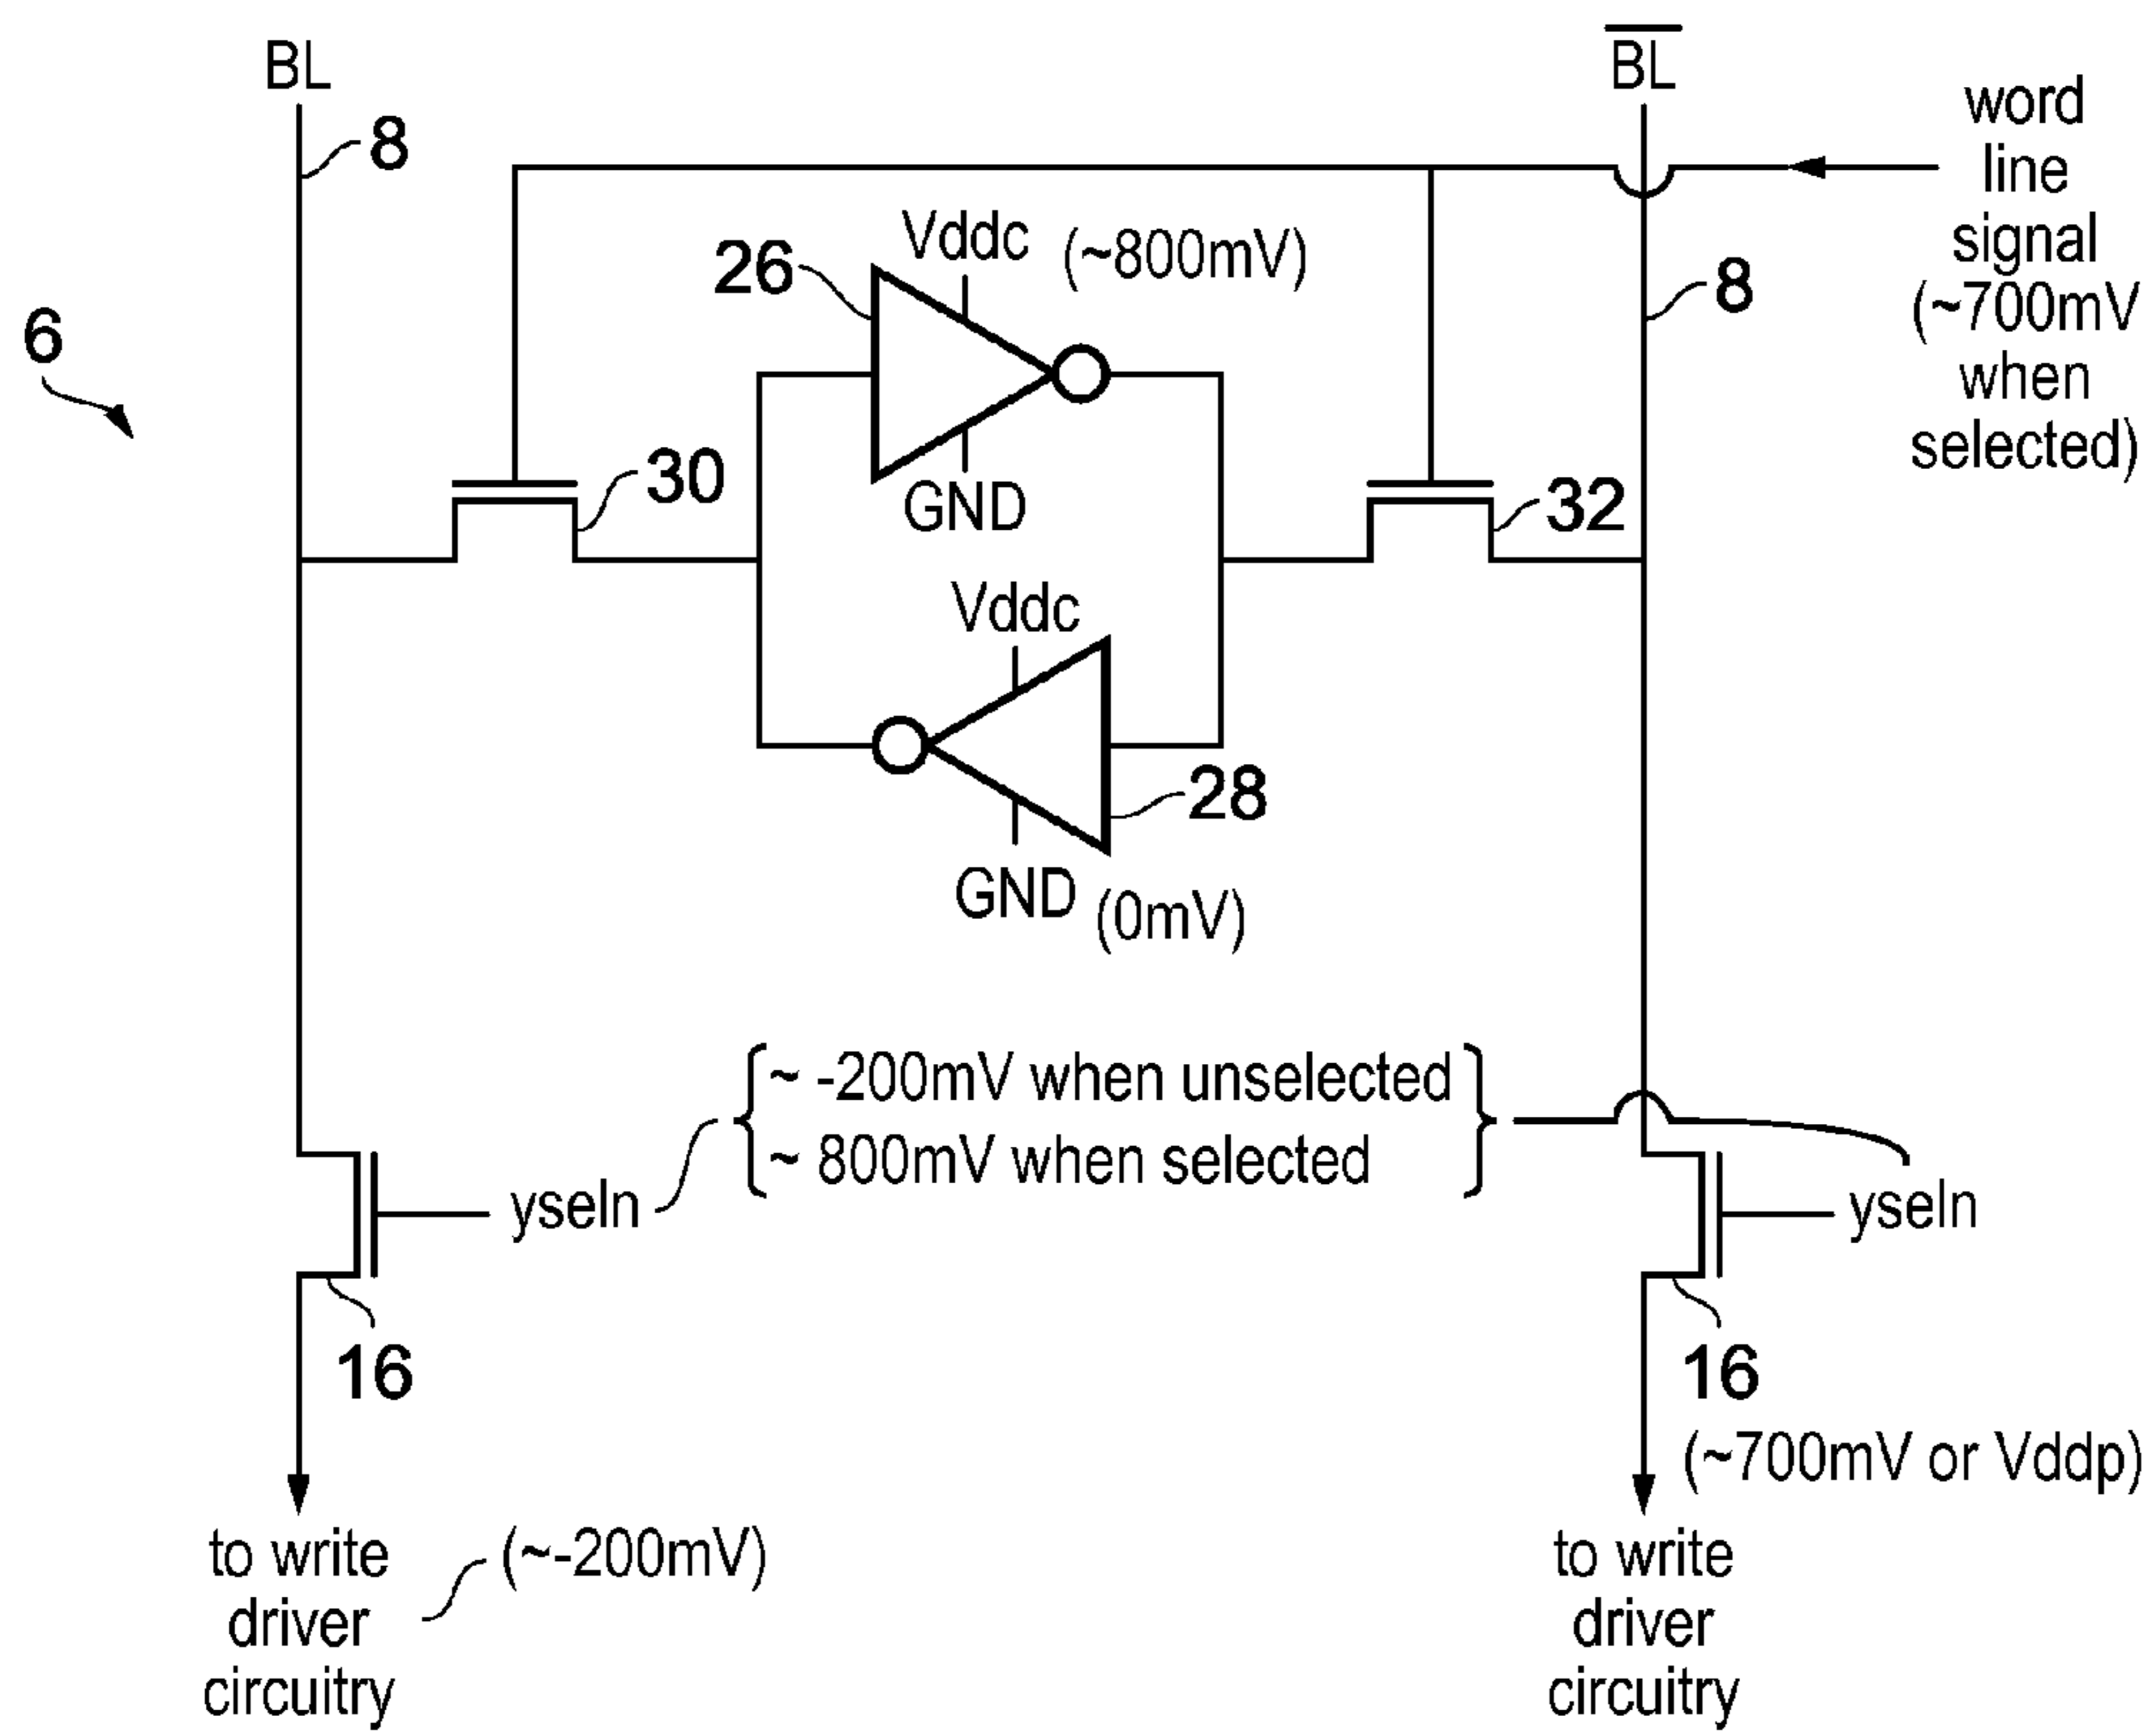 BL
BL
8
word
line
signal
(~700mV
when
selected)
Vddc (~800mV)
26
8
6
GND
30
32
Vddc
28
GND (0mV)
~ -200mV when unselected
~ 800mV when selected
yseln
yseln
16
16
(~700mV or Vddp)
to write
driver
circuitry
(~-200mV)
to write
driver
circuitry